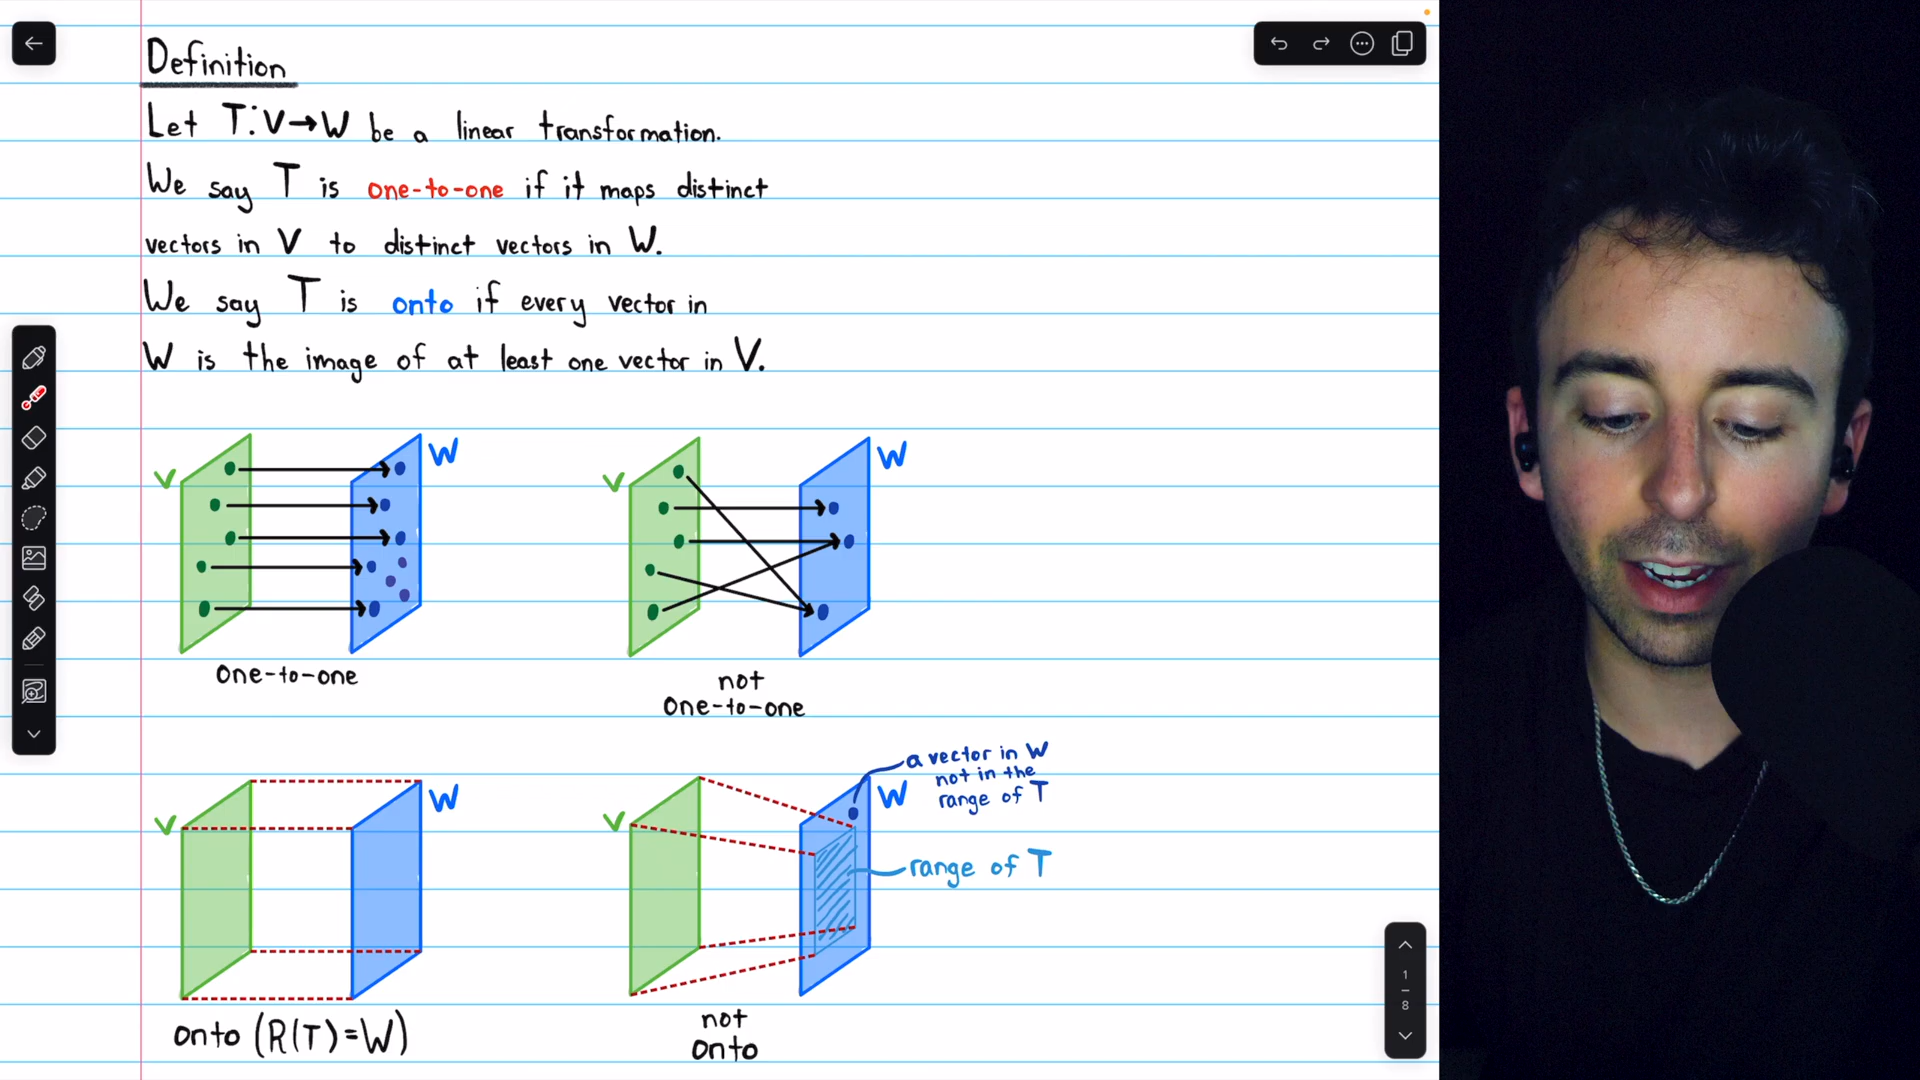 Definition
Let T:V→W be a linear transformation.
We say T is one-to-one if it maps distinct
vectors in V to distinct vectors in W.
We say T is onto if every vector in
W is the image of at least one vector in V.
V
W
one-to-one
V
W
not
one-to-one
V
W
onto (R(T)=W)
V
W
a vector in W
not in the
range of T
range of T
not
onto
1
8